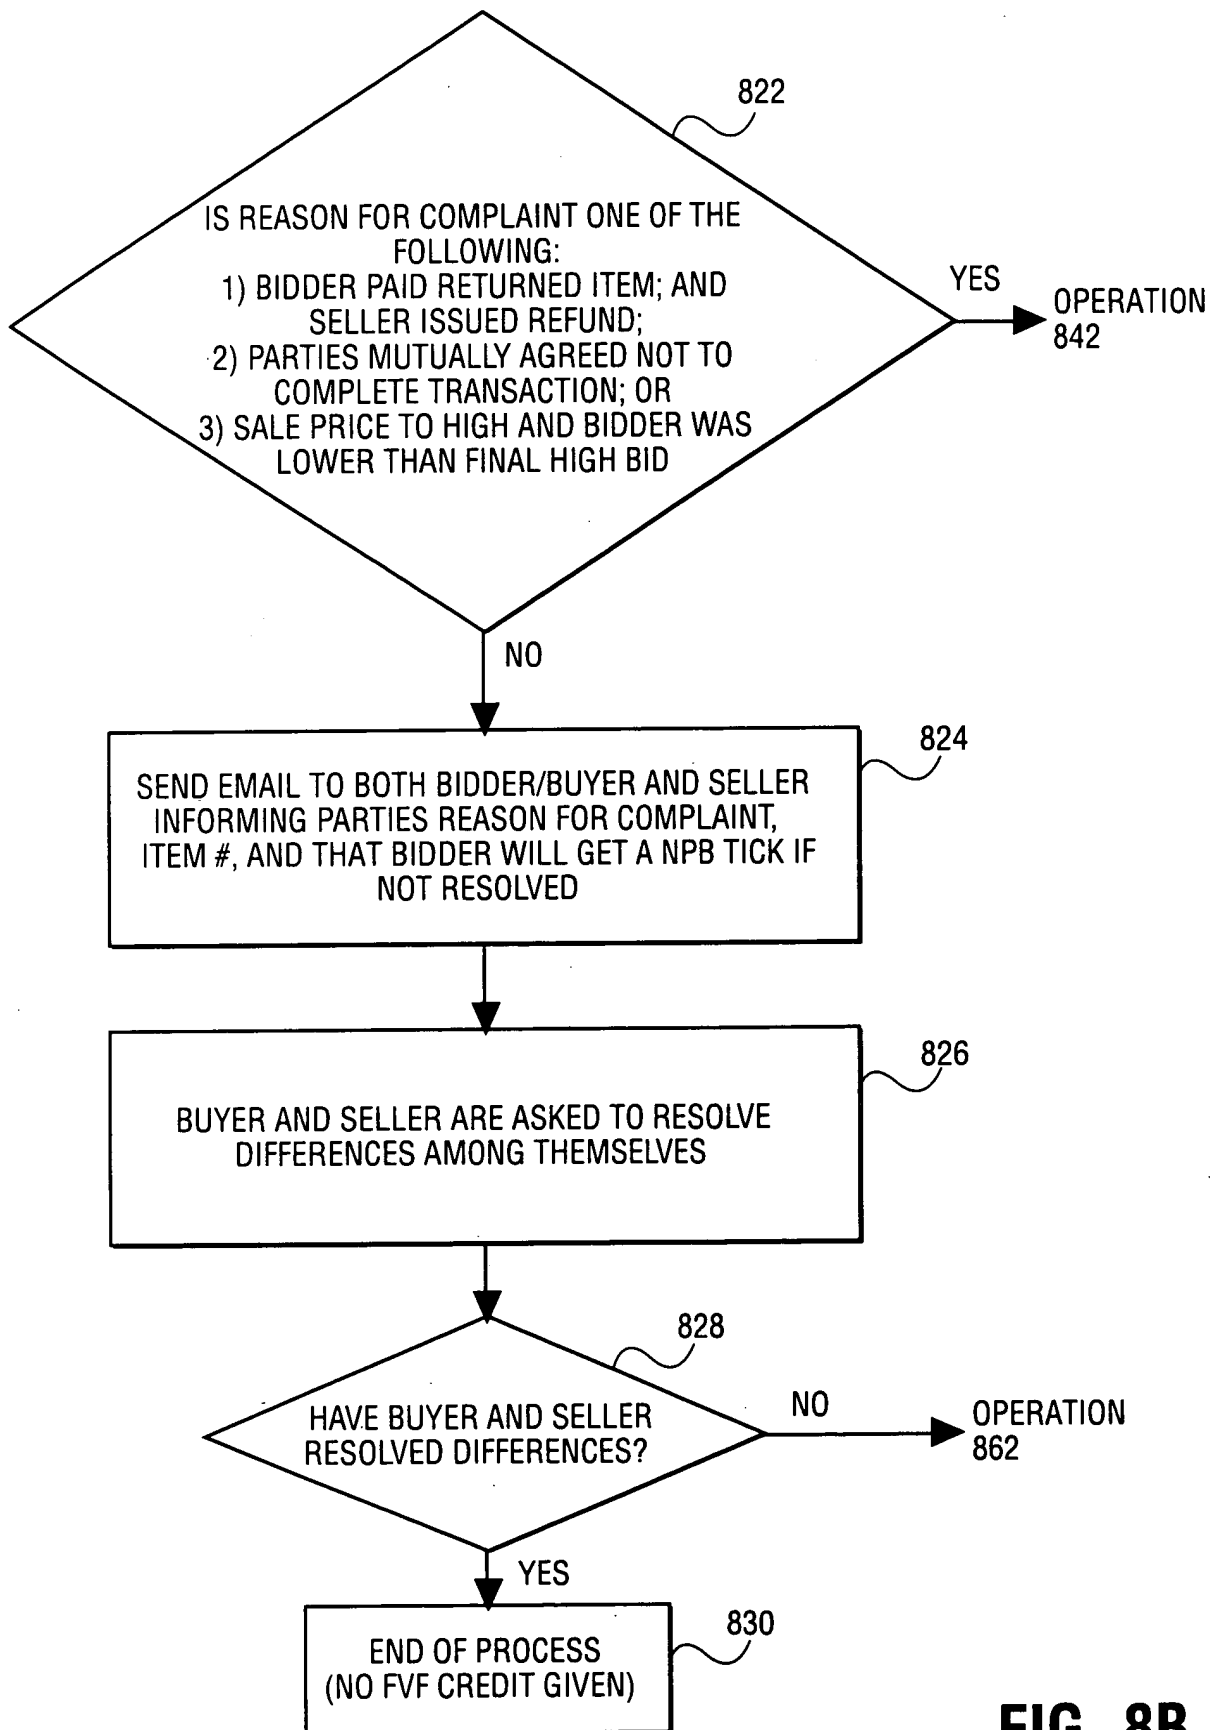 822
IS REASON FOR COMPLAINT ONE OF THE
FOLLOWING:
1) BIDDER PAID RETURNED ITEM; AND
SELLER ISSUED REFUND;
2) PARTIES MUTUALLY AGREED NOT TO
COMPLETE TRANSACTION; OR
3) SALE PRICE TO HIGH AND BIDDER WAS
LOWER THAN FINAL HIGH BID
YES
OPERATION
842
NO
824
SEND EMAIL TO BOTH BIDDER/BUYER AND SELLER
INFORMING PARTIES REASON FOR COMPLAINT,
ITEM #, AND THAT BIDDER WILL GET A NPB TICK IF
NOT RESOLVED
826
BUYER AND SELLER ARE ASKED TO RESOLVE
DIFFERENCES AMONG THEMSELVES
828
HAVE BUYER AND SELLER
RESOLVED DIFFERENCES?
NO
OPERATION
862
YES
830
END OF PROCESS
(NO FVF CREDIT GIVEN)
FIG. 8B